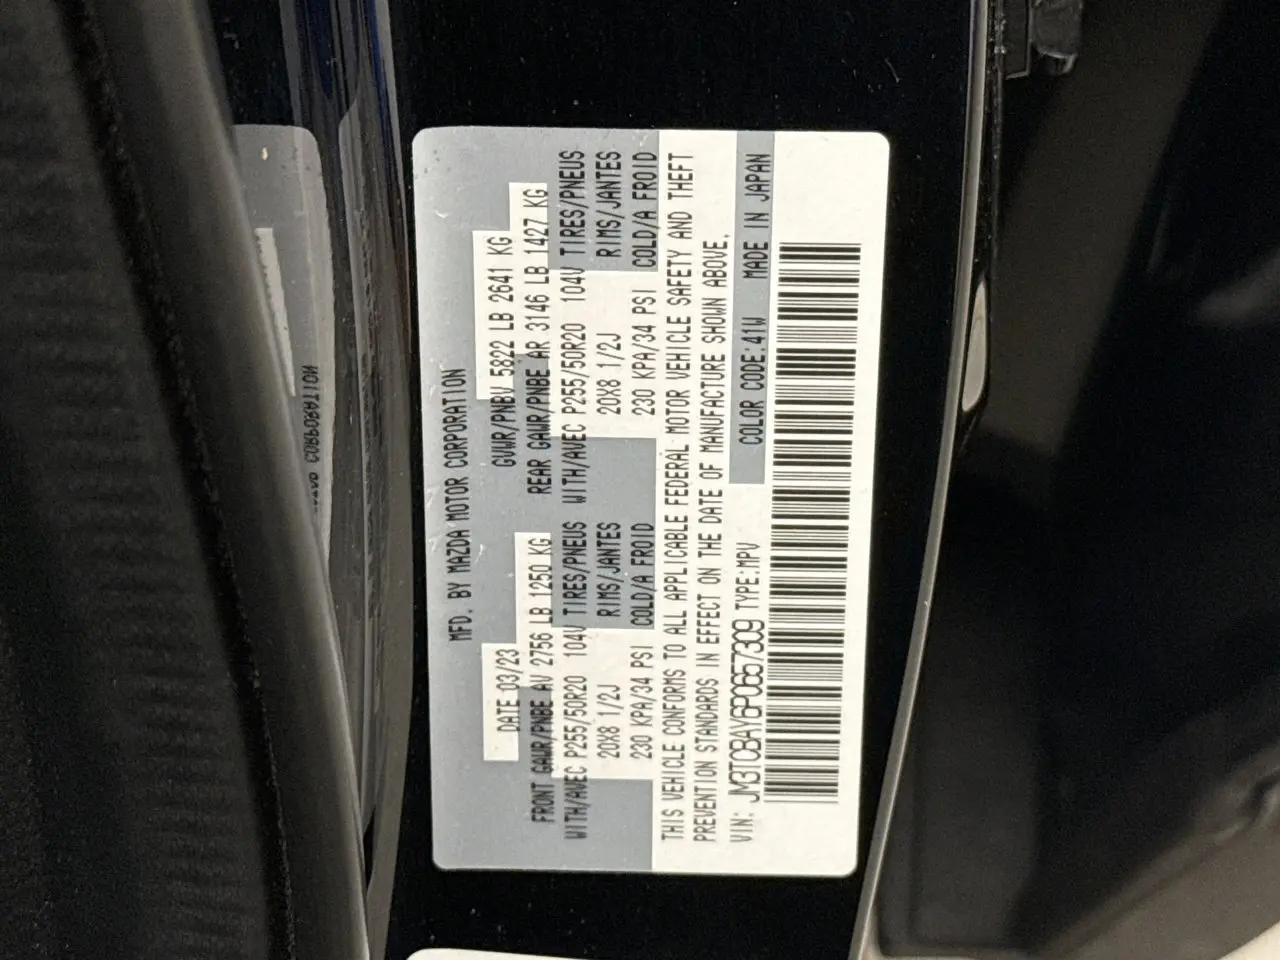 MFD. BY MAZDA MOTOR CORPORATION
DATE 03/23 GVWR/PNBV 5822 LB 2641 KG
FRONT GAWR/PNBE AV 2756 LB 1250 KG REAR GAWR/PNBE AR 3146 LB 1427 KG
WITH/AVEC P255/50R20 104V TIRES/PNEUS WITH/AVEC P255/50R20 104V TIRES/PNEUS
20X8 1/2J RIMS/JANTES 20X8 1/2J RIMS/JANTES
230 KPA/34 PSI COLD/A FROID 230 KPA/34 PSI COLD/A FROID
THIS VEHICLE CONFORMS TO ALL APPLICABLE FEDERAL MOTOR VEHICLE SAFETY AND THEFT
PREVENTION STANDARDS IN EFFECT ON THE DATE OF MANUFACTURE SHOWN ABOVE.
VIN: JM3TCBAY6P0657309 TYPE:MPV COLOR CODE:41W MADE IN JAPAN
CORPORATION